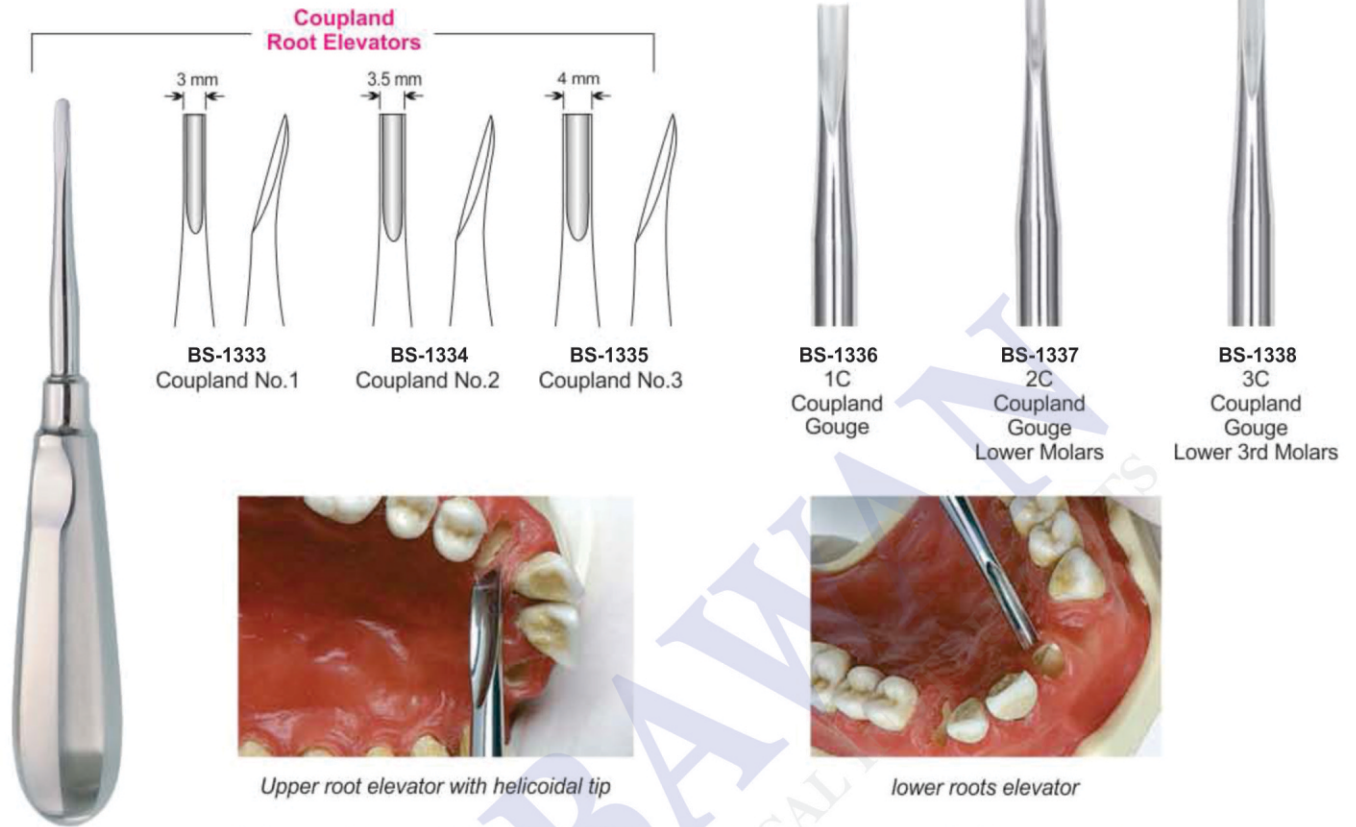 Coupland
Root Elevators
3 mm
3.5 mm
4 mm
BS-1333
Coupland No.1
BS-1334
Coupland No.2
BS-1335
Coupland No.3
BS-1336
1C
Coupland
Gouge
BS-1337
2C
Coupland
Gouge
Lower Molars
BS-1338
3C
Coupland
Gouge
Lower 3rd Molars
Upper root elevator with helicoidal tip
lower roots elevator
BAWAN